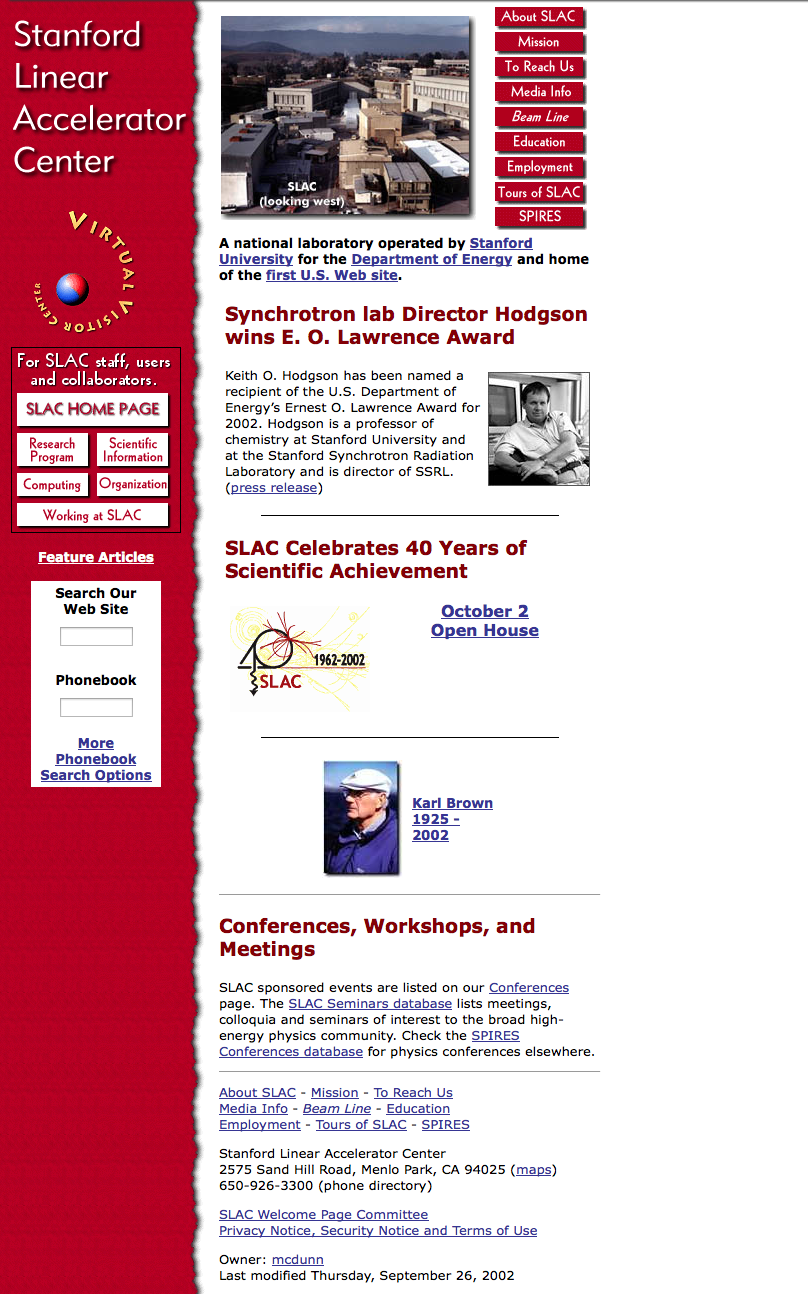 Stanford
Linear
Accelerator
Center
VIRTUAL VISITOR CENTER
For SLAC staff, users
and collaborators.
SLAC HOME PAGE
Research
Program
Scientific
Information
Computing
Organization
Working at SLAC
Feature Articles
Search Our
Web Site
Phonebook
More
Phonebook
Search Options
SLAC
(looking west)
About SLAC
Mission
To Reach Us
Media Info
Beam Line
Education
Employment
Tours of SLAC
SPIRES
A national laboratory operated by Stanford
University for the Department of Energy and home
of the first U.S. Web site.
Synchrotron lab Director Hodgson
wins E. O. Lawrence Award
Keith O. Hodgson has been named a
recipient of the U.S. Department of
Energy’s Ernest O. Lawrence Award for
2002. Hodgson is a professor of
chemistry at Stanford University and
at the Stanford Synchrotron Radiation
Laboratory and is director of SSRL.
(press release)
SLAC Celebrates 40 Years of
Scientific Achievement
40
1962-2002
SLAC
October 2
Open House
Karl Brown
1925 -
2002
Conferences, Workshops, and
Meetings
SLAC sponsored events are listed on our Conferences
page. The SLAC Seminars database lists meetings,
colloquia and seminars of interest to the broad high-
energy physics community. Check the SPIRES
Conferences database for physics conferences elsewhere.
About SLAC - Mission - To Reach Us
Media Info - Beam Line - Education
Employment - Tours of SLAC - SPIRES
Stanford Linear Accelerator Center
2575 Sand Hill Road, Menlo Park, CA 94025 (maps)
650-926-3300 (phone directory)
SLAC Welcome Page Committee
Privacy Notice, Security Notice and Terms of Use
Owner: mcdunn
Last modified Thursday, September 26, 2002